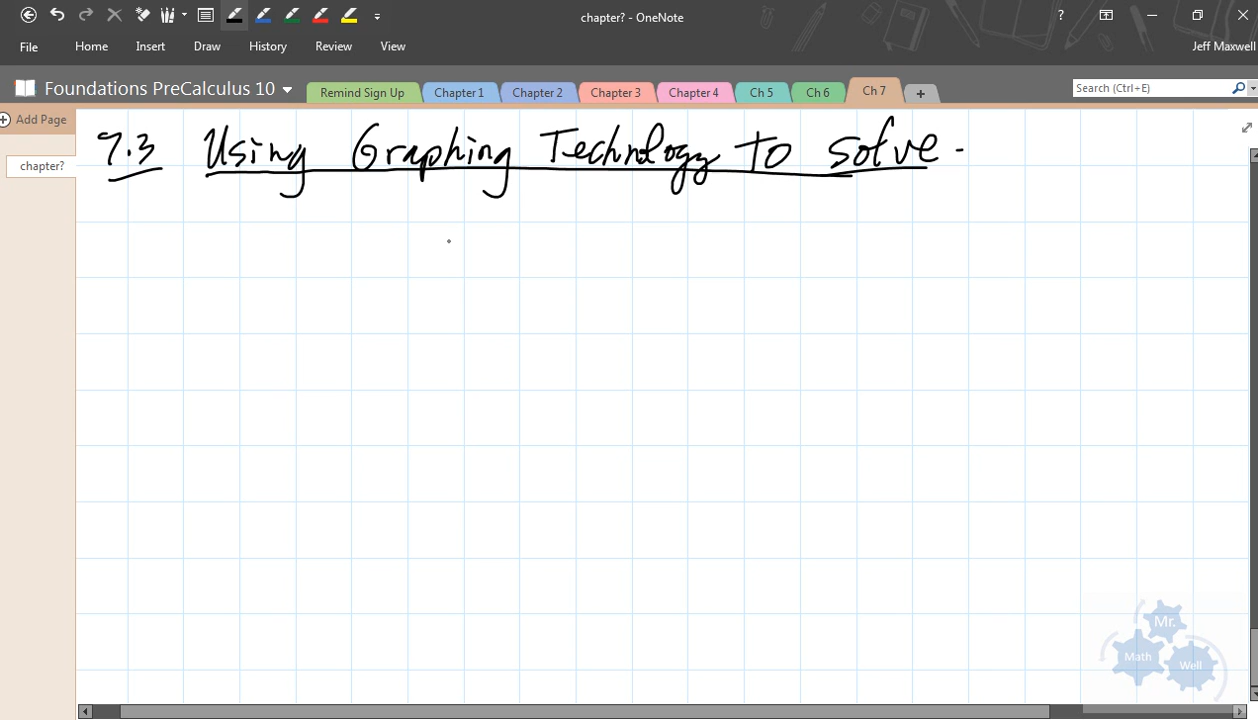 chapter? - OneNote
?
File
Home
Insert
Draw
History
Review
View
Jeff Maxwell
Foundations PreCalculus 10
Remind Sign Up
Chapter 1
Chapter 2
Chapter 3
Chapter 4
Ch 5
Ch 6
Ch 7
Search (Ctrl+E)
Add Page
chapter?
7.3 Using Graphing Technology to solve.
Mr.
Math
Well